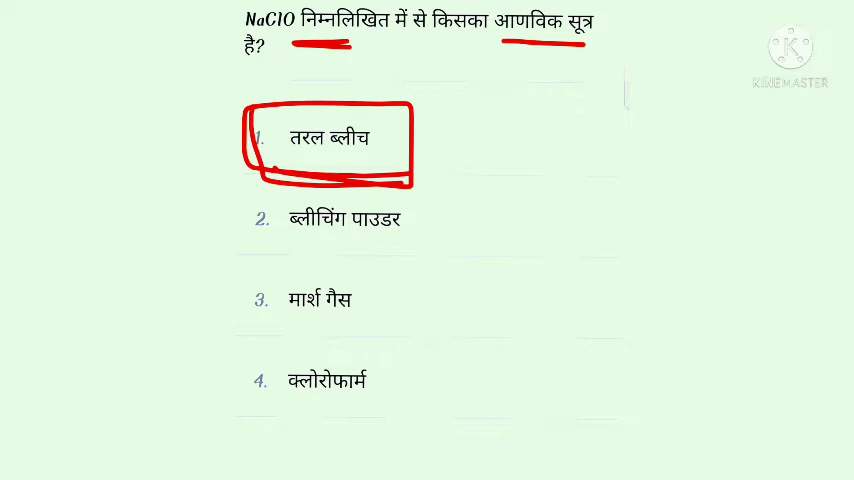 NaClO निम्नलिखित में से किसका आणविक सूत्र
है?
1. तरल ब्लीच
2. ब्लीचिंग पाउडर
3. मार्श गैस
4. क्लोरोफार्म
K
KINEMASTER